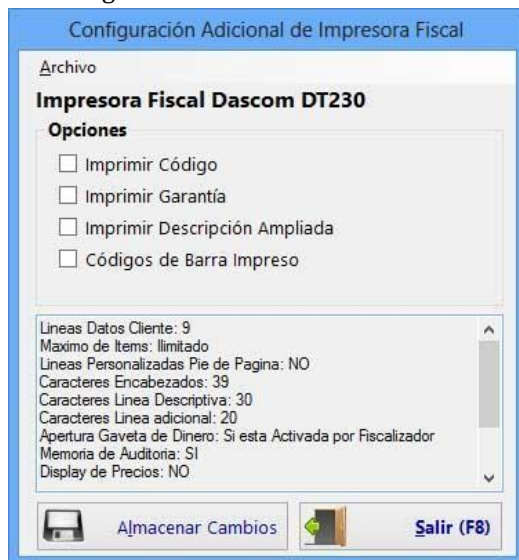 Configuración Adicional de Impresora Fiscal
Archivo
Impresora Fiscal Dascom DT230
Opciones
Imprimir Código
Imprimir Garantía
Imprimir Descripción Ampliada
Códigos de Barra Impreso
Lineas Datos Cliente: 9
Maximo de Items: Ilimitado
Lineas Personalizadas Pie de Pagina: NO
Caracteres Encabezados: 39
Caracteres Linea Descriptiva: 30
Caracteres Linea adicional: 20
Apertura Gaveta de Dinero: Si esta Activada por Fiscalizador
Memoria de Auditoria: SI
Display de Precios: NO
Almacenar Cambios
Salir (F8)